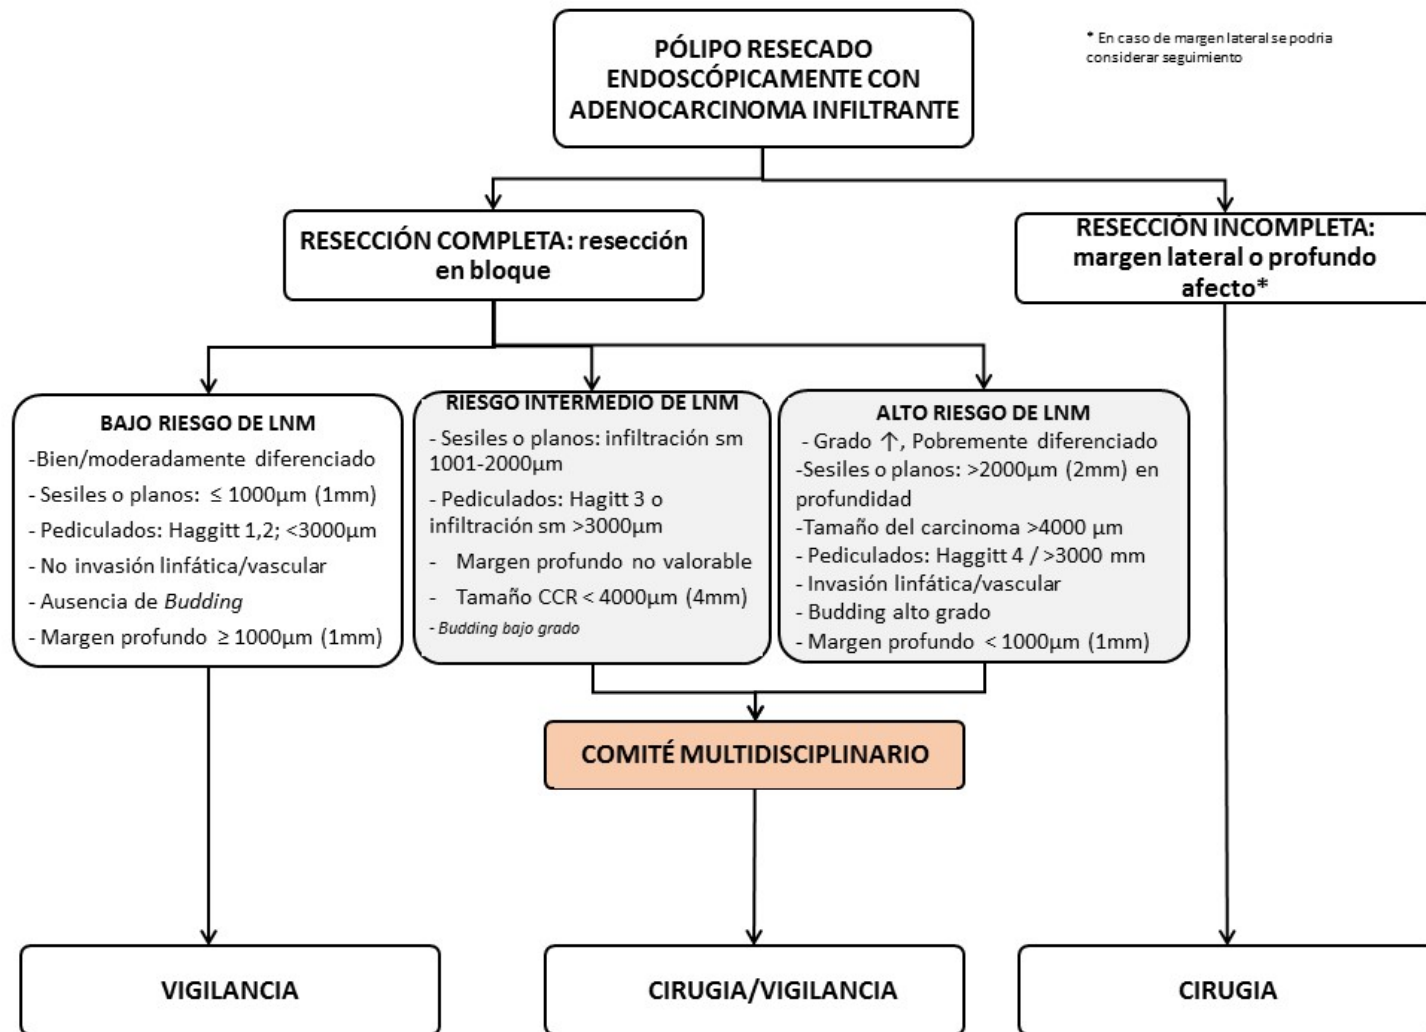 PÓLIPO RESECADO
ENDOSCÓPICAMENTE CON
ADENOCARCINOMA INFILTRANTE
* En caso de margen lateral se podria
considerar seguimiento
RESECCIÓN COMPLETA: resección
en bloque
RESECCIÓN INCOMPLETA:
margen lateral o profundo
afecto*
BAJO RIESGO DE LNM
-Bien/moderadamente diferenciado
- Sesiles o planos: ≤ 1000µm (1mm)
- Pediculados: Haggitt 1,2; <3000µm
- No invasión linfática/vascular
- Ausencia de Budding
- Margen profundo ≥ 1000µm (1mm)
RIESGO INTERMEDIO DE LNM
- Sesiles o planos: infiltración sm
1001-2000µm
- Pediculados: Hagitt 3 o
infiltración sm >3000µm
- Margen profundo no valorable
- Tamaño CCR < 4000µm (4mm)
- Budding bajo grado
ALTO RIESGO DE LNM
- Grado ↑, Pobremente diferenciado
-Sesiles o planos: >2000µm (2mm) en
profundidad
-Tamaño del carcinoma >4000 µm
- Pediculados: Haggitt 4 / >3000 mm
- Invasión linfática/vascular
- Budding alto grado
- Margen profundo < 1000µm (1mm)
COMITÉ MULTIDISCIPLINARIO
VIGILANCIA
CIRUGIA/VIGILANCIA
CIRUGIA